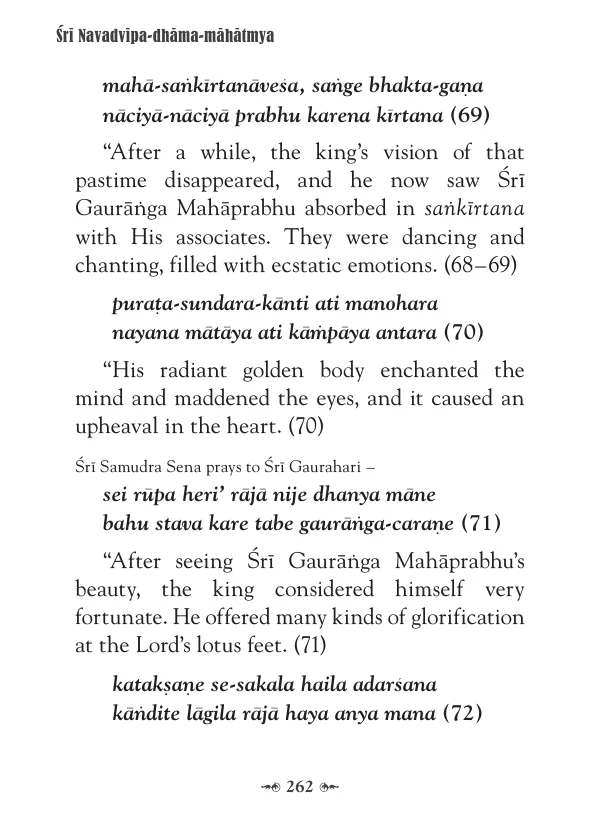 Śrī Navadvīpa-dhāma-māhātmya
mahā-saṅkīrtanāveśa, saṅge bhakta-gaṇa
nāciyā-nāciyā prabhu karena kīrtana (69)
“After a while, the king’s vision of that
pastime disappeared, and he now saw Śrī
Gaurāṅga Mahāprabhu absorbed in saṅkīrtana
with His associates. They were dancing and
chanting, filled with ecstatic emotions. (68–69)
puraṭa-sundara-kānti ati manohara
nayana mātāya ati kāṁpāya antara (70)
“His radiant golden body enchanted the
mind and maddened the eyes, and it caused an
upheaval in the heart. (70)
Śrī Samudra Sena prays to Śrī Gaurahari –
sei rūpa heri’ rājā nije dhanya māne
bahu stava kare tabe gaurāṅga-caraṇe (71)
“After seeing Śrī Gaurāṅga Mahāprabhu’s
beauty, the king considered himself very
fortunate. He offered many kinds of glorification
at the Lord’s lotus feet. (71)
katakṣaṇe se-sakala haila adarśana
kāṅdite lāgila rājā haya anya mana (72)
262